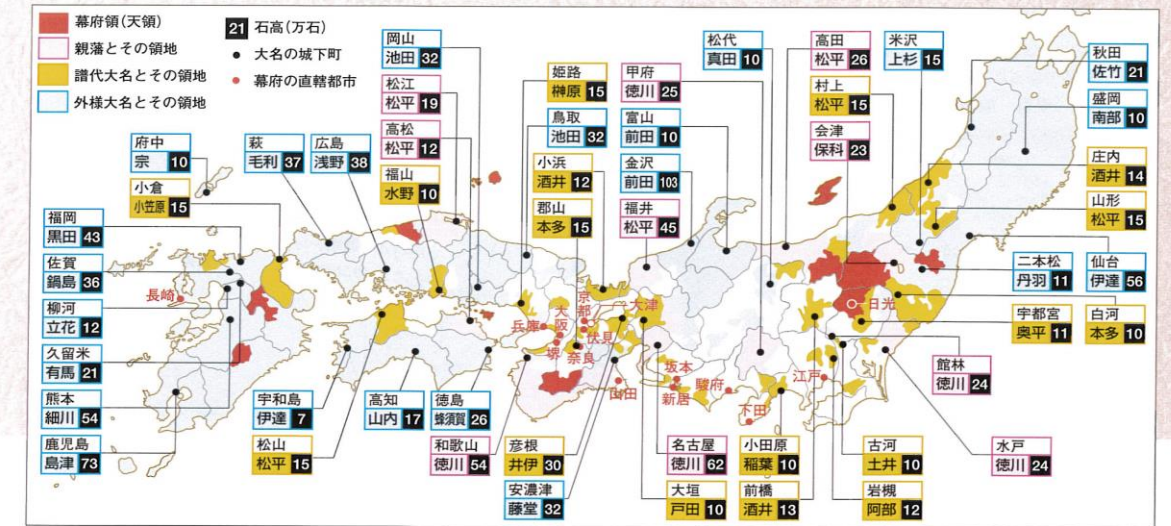 幕府領(天領)
親藩とその領地
譜代大名とその領地
外様大名とその領地
21 石高(万石)
大名の城下町
幕府の直轄都市
岡山
池田 32
松江
松平 19
高松
松平 12
福山
水野 10
府中
宗 10
小倉
小笠原 15
萩
毛利 37
広島
浅野 38
福岡
黒田 43
佐賀
鍋島 36
柳河
立花 12
久留米
有馬 21
熊本
細川 54
鹿児島
島津 73
長崎
姫路
榊原 15
鳥取
池田 32
小浜
酒井 12
郡山
本多 15
甲府
徳川 25
富山
前田 10
金沢
前田 103
福井
松平 45
松代
真田 10
高田
松平 26
村上
松平 15
会津
保科 23
米沢
上杉 15
秋田
佐竹 21
盛岡
南部 10
庄内
酒井 14
山形
松平 15
二本松
丹羽 11
仙台
伊達 56
宇都宮
奥平 11
白河
本多 10
館林
徳川 24
水戸
徳川 24
日光
江戸
下田
駿府
坂本
新居
山田
大津
京都
伏見
大阪
兵庫
堺
奈良
宇和島
伊達 7
松山
松平 15
高知
山内 17
徳島
蜂須賀 26
和歌山
徳川 54
彦根
井伊 30
安濃津
藤堂 32
名古屋
徳川 62
大垣
戸田 10
小田原
稲葉 10
前橋
酒井 13
古河
土井 10
岩槻
阿部 12